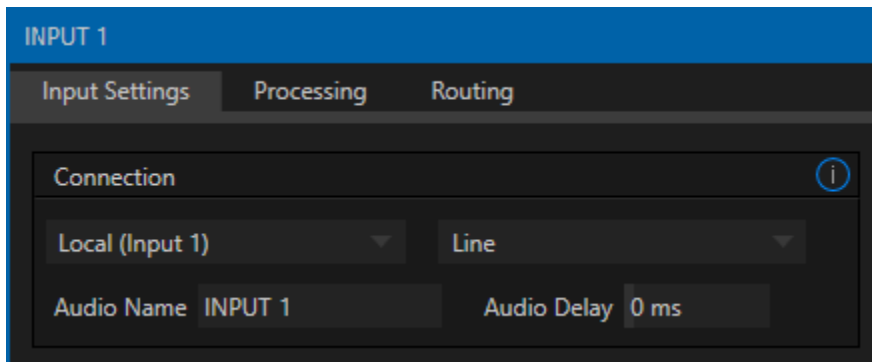 INPUT 1
Input Settings Processing Routing
Connection i
Local (Input 1) Line
Audio Name INPUT 1 Audio Delay 0 ms